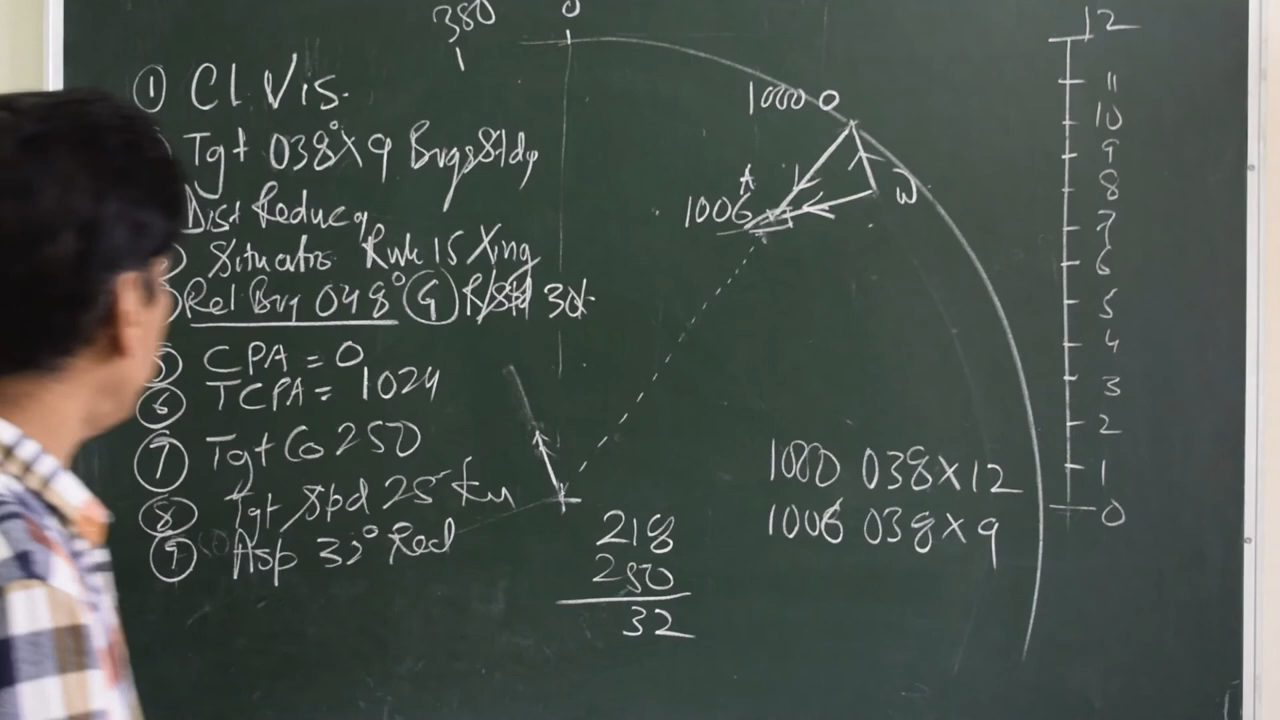 ① Cl. Vis.
Tgt 038° X 9 Brgs Stdy
Dist Reducg
Situatn Rule 15 Xing
Rel Brg 048° (G) R/Std 30t
⑤ CPA = 0
⑥ TCPA = 1024
⑦ Tgt Co 250
⑧ Tgt Spd 25 Kn
⑨ Asp 32° Red
0
1000 O
A
1006
W
218
250
32
1000 038 X 12
1006 038 X 9
12
11
10
9
8
7
6
5
4
3
2
1
0